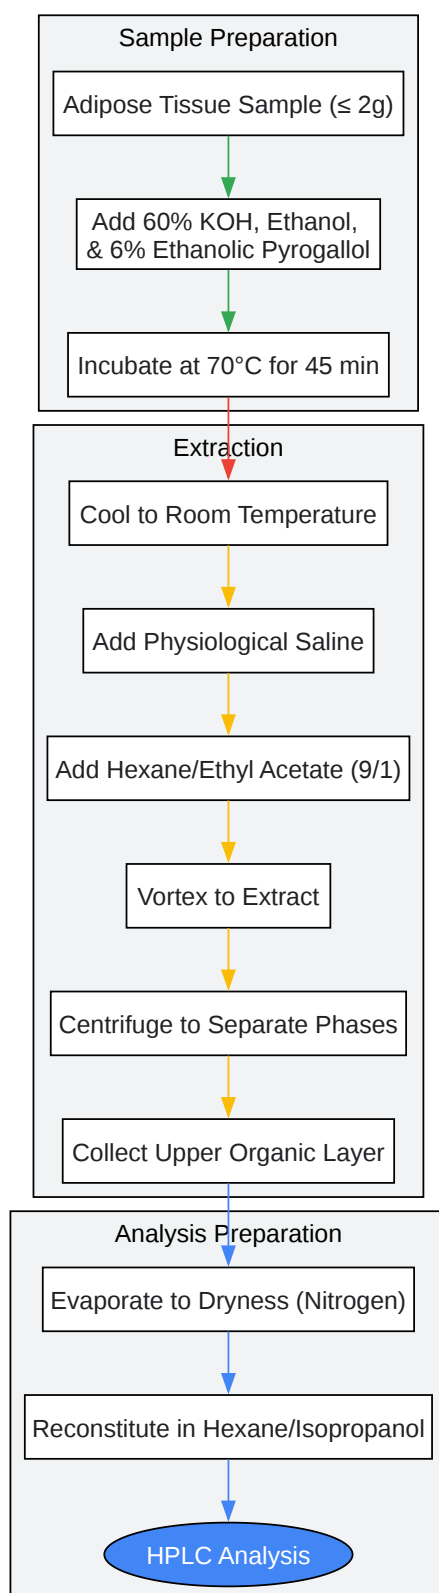 Sample Preparation
Adipose Tissue Sample (≤ 2g)
Add 60% KOH, Ethanol,
& 6% Ethanolic Pyrogallol
Incubate at 70°C for 45 min
Extraction
Cool to Room Temperature
Add Physiological Saline
Add Hexane/Ethyl Acetate (9/1)
Vortex to Extract
Centrifuge to Separate Phases
Collect Upper Organic Layer
Analysis Preparation
Evaporate to Dryness (Nitrogen)
Reconstitute in Hexane/Isopropanol
HPLC Analysis